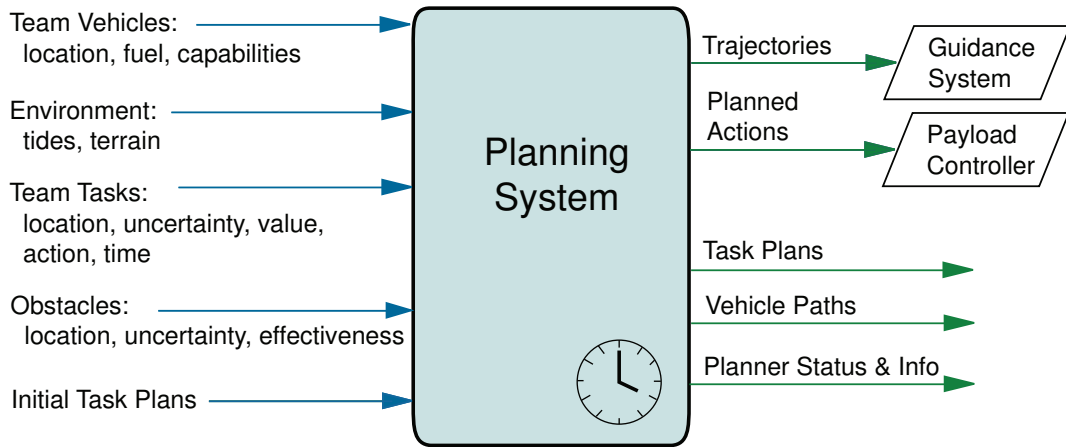 Team Vehicles:
location, fuel, capabilities
Environment:
tides, terrain
Team Tasks:
location, uncertainty, value,
action, time
Obstacles:
location, uncertainty, effectiveness
Initial Task Plans
Planning
System
Trajectories
Guidance
System
Planned
Actions
Payload
Controller
Task Plans
Vehicle Paths
Planner Status & Info